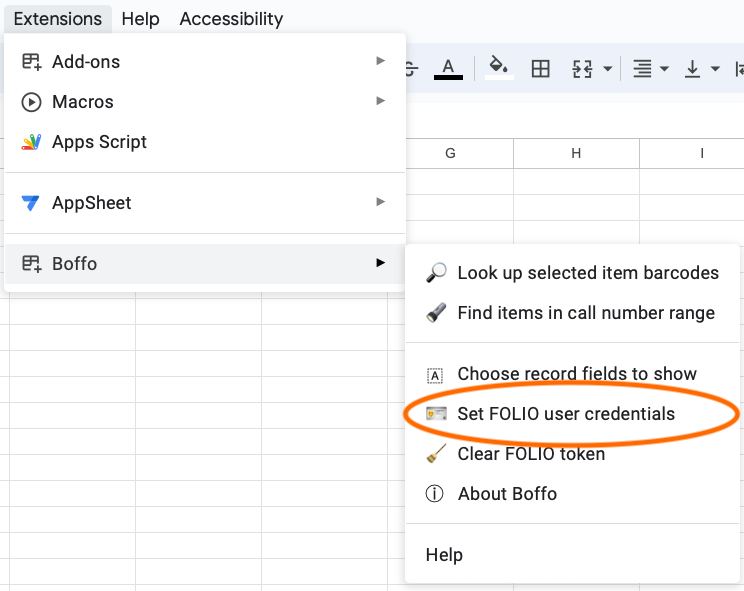 Extensions Help Accessibility
Add-ons
Macros
Apps Script
AppSheet
Boffo
A
G H I
Look up selected item barcodes
Find items in call number range
A Choose record fields to show
Set FOLIO user credentials
Clear FOLIO token
About Boffo
Help